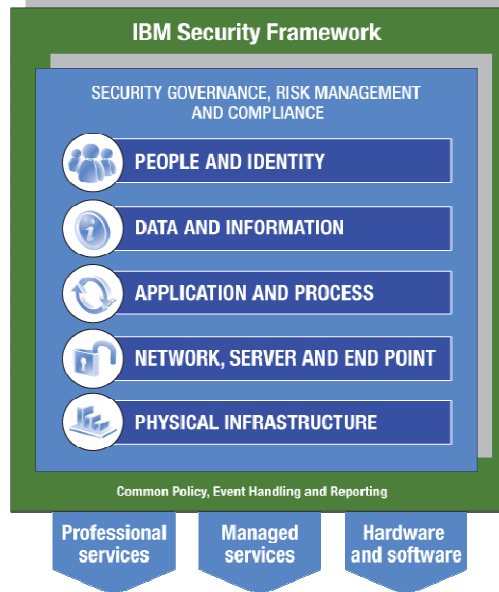 IBM Security Framework
SECURITY GOVERNANCE, RISK MANAGEMENT
AND COMPLIANCE
PEOPLE AND IDENTITY
DATA AND INFORMATION
APPLICATION AND PROCESS
NETWORK, SERVER AND END POINT
PHYSICAL INFRASTRUCTURE
Common Policy, Event Handling and Reporting
Professional
services
Managed
services
Hardware
and software